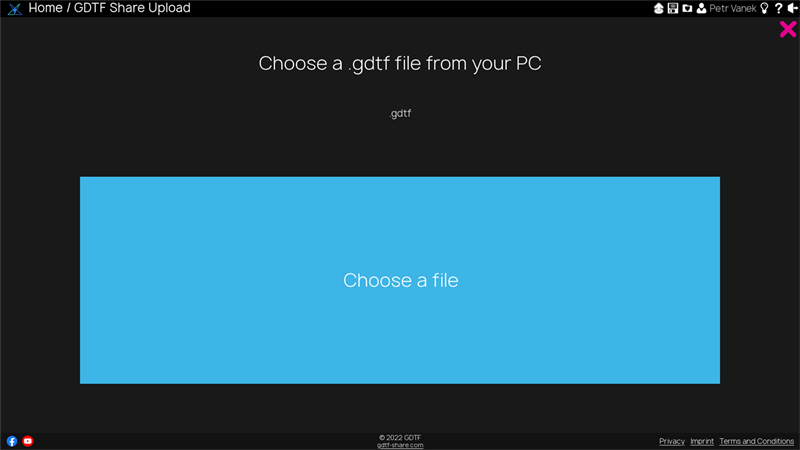 Home / GDTF Share Upload
Petr Vanek
?
Choose a .gdtf file from your PC
.gdtf
Choose a file
© 2022 GDTF
gdtf-share.com
Privacy Imprint Terms and Conditions